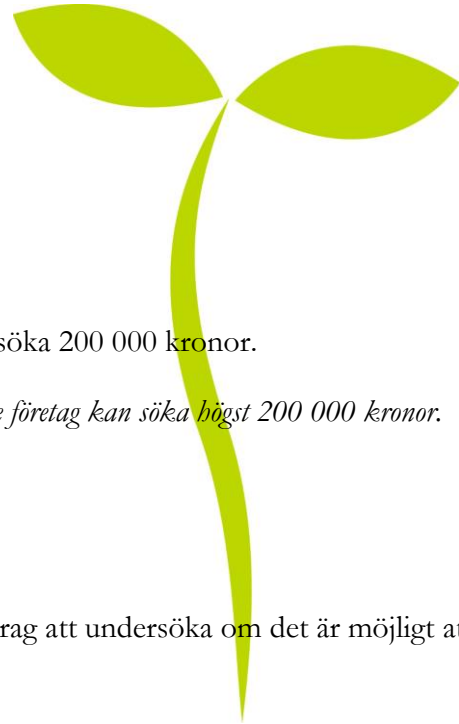 söka 200 000 kronor.
företag kan söka högst 200 000 kronor.
rag att undersöka om det är möjligt at